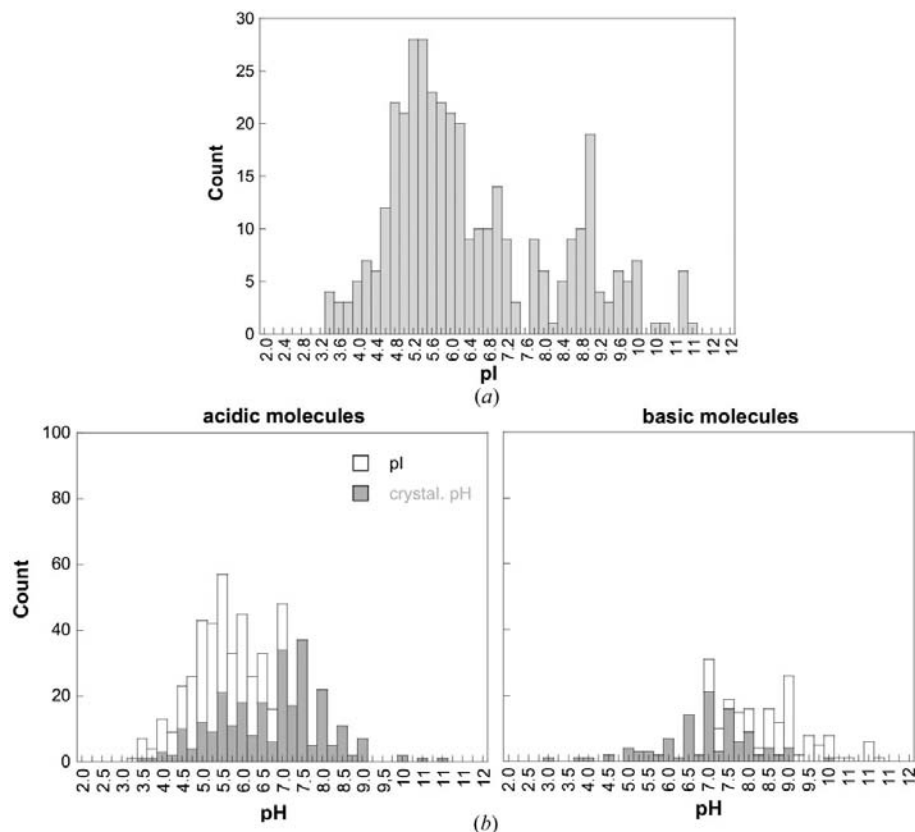 30
25
20
15
10
5
0
Count
2.0 2.4 2.8 3.2 3.6 4.0 4.4 4.8 5.2 5.6 6.0 6.4 6.8 7.2 7.6 8.0 8.4 8.8 9.2 9.6 10 10 11 11 12 12
pI
(a)
acidic molecules basic molecules
100
80
60
40
20
0
Count
pI
crystal. pH
2.0 2.5 3.0 3.5 4.0 4.5 5.0 5.5 6.0 6.5 7.0 7.5 8.0 8.5 9.0 9.5 10 11 11 12 12
2.0 2.5 3.0 3.5 4.0 4.5 5.0 5.5 6.0 6.5 7.0 7.5 8.0 8.5 9.0 9.5 10 11 11 12 12
pH pH
(b)